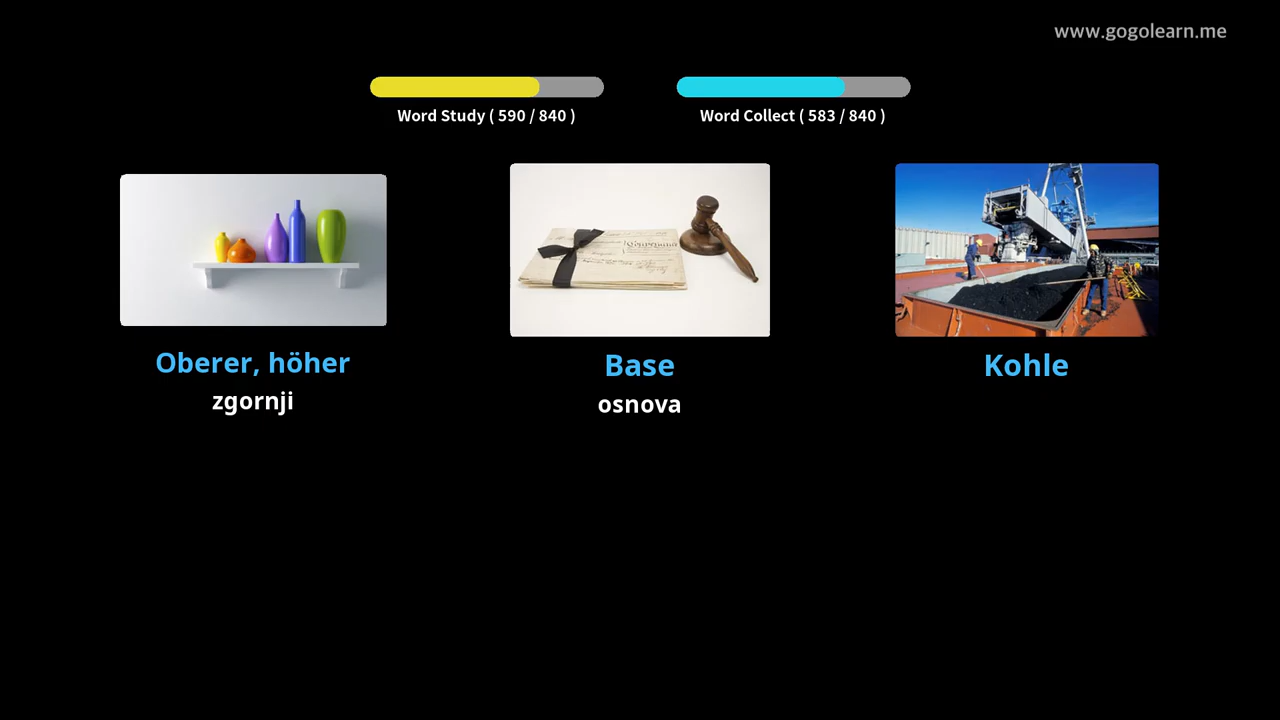 www.gogolearn.me
Word Study ( 590 / 840 )
Word Collect ( 583 / 840 )
Oberer, höher
zgornji
Base
osnova
Kohle